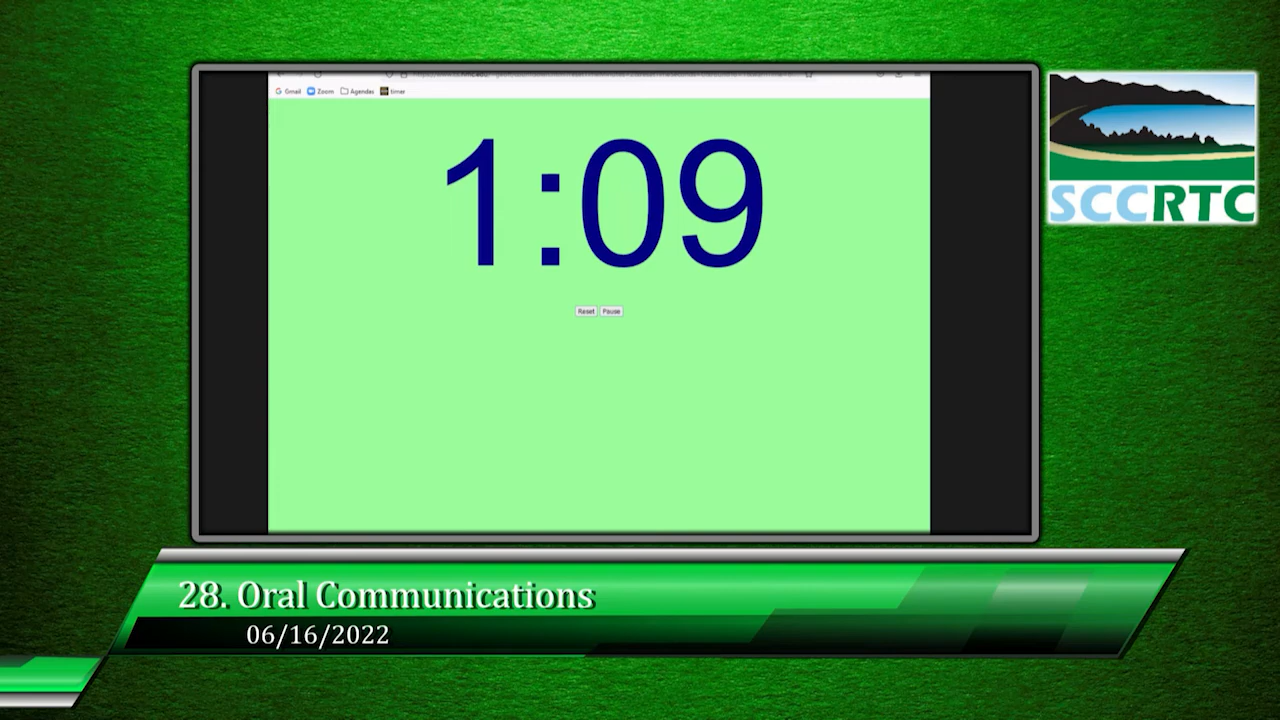 Gmail Zoom Agendas timer
1:09
Reset Pause
SCCRTC
28. Oral Communications
06/16/2022